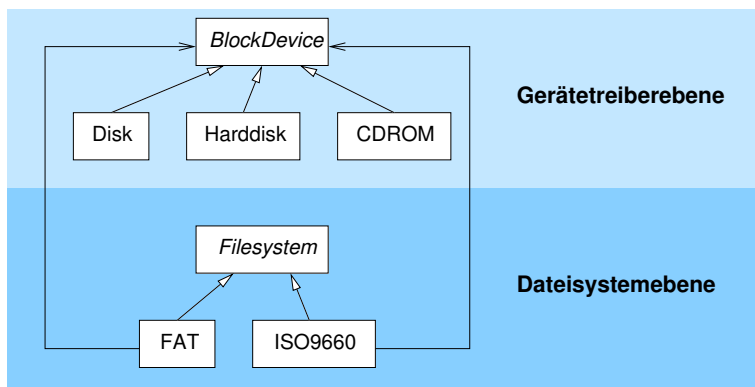 BlockDevice
Gerätetreiberebene
Disk
Harddisk
CDROM
Filesystem
Dateisystemebene
FAT
ISO9660